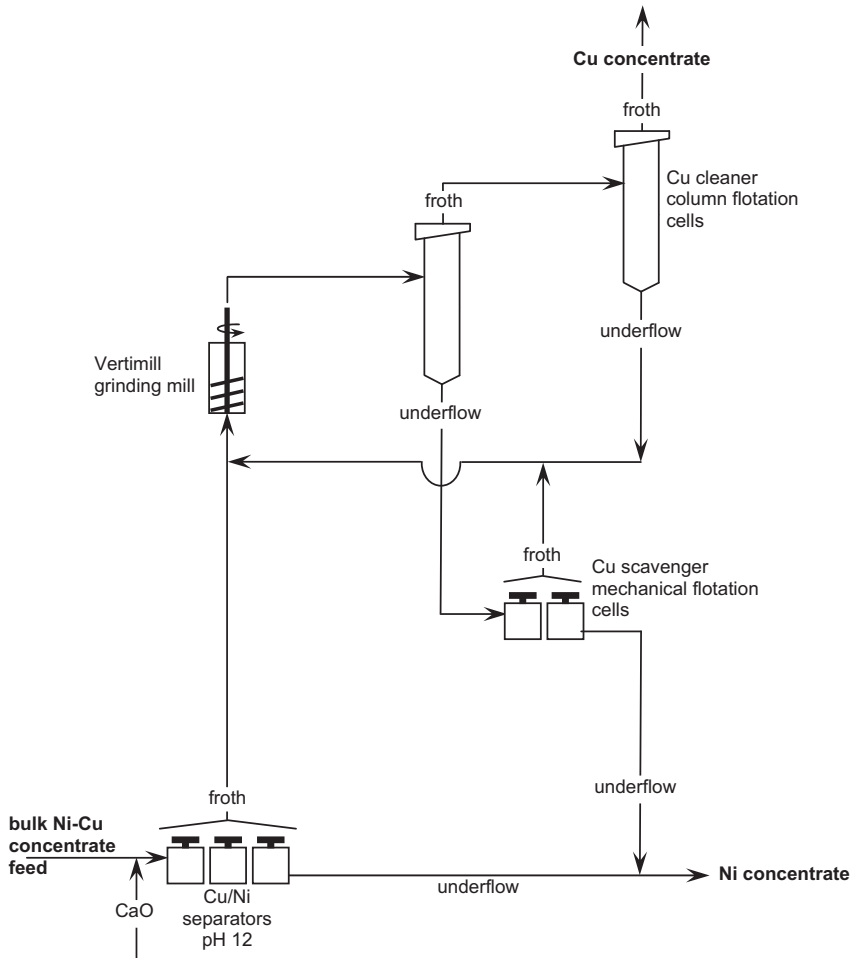 Cu concentrate
froth
Cu cleaner
column flotation
cells
froth
underflow
Vertimill
grinding mill
underflow
froth
Cu scavenger
mechanical flotation
cells
underflow
froth
bulk Ni-Cu
concentrate
feed
CaO
Cu/Ni
separators
pH 12
underflow
Ni concentrate